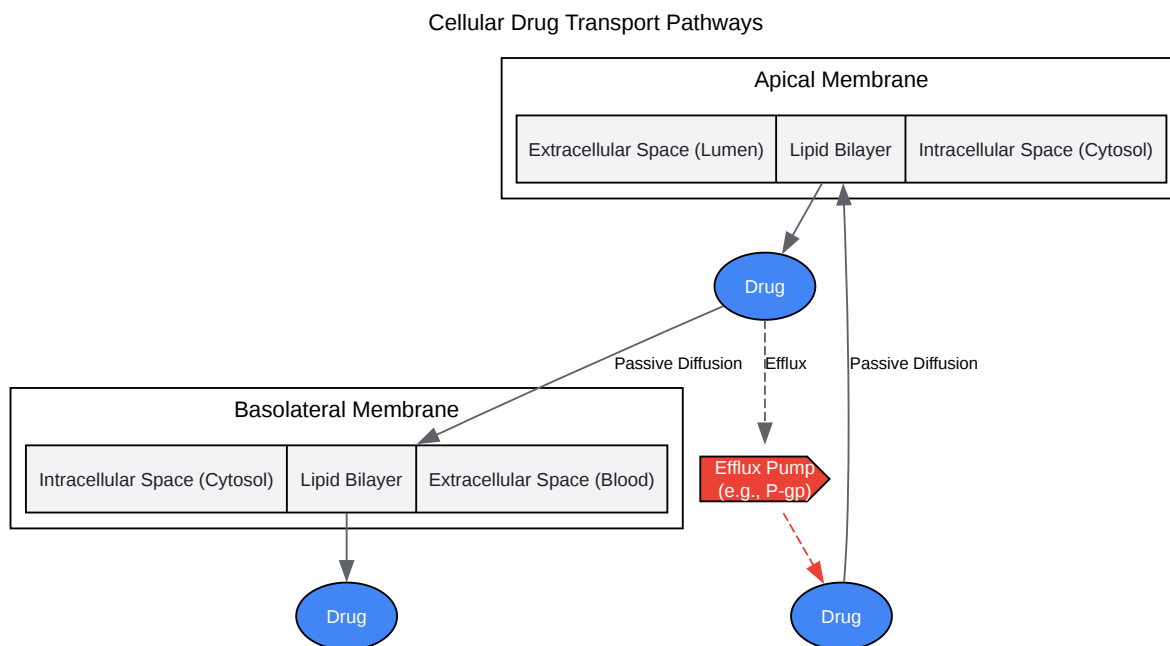 Cellular Drug Transport Pathways
Apical Membrane
Extracellular Space (Lumen)
Lipid Bilayer
Intracellular Space (Cytosol)
Drug
Passive Diffusion
Efflux
Passive Diffusion
Basolateral Membrane
Intracellular Space (Cytosol)
Lipid Bilayer
Extracellular Space (Blood)
Efflux Pump
(e.g., P-gp)
Drug
Drug